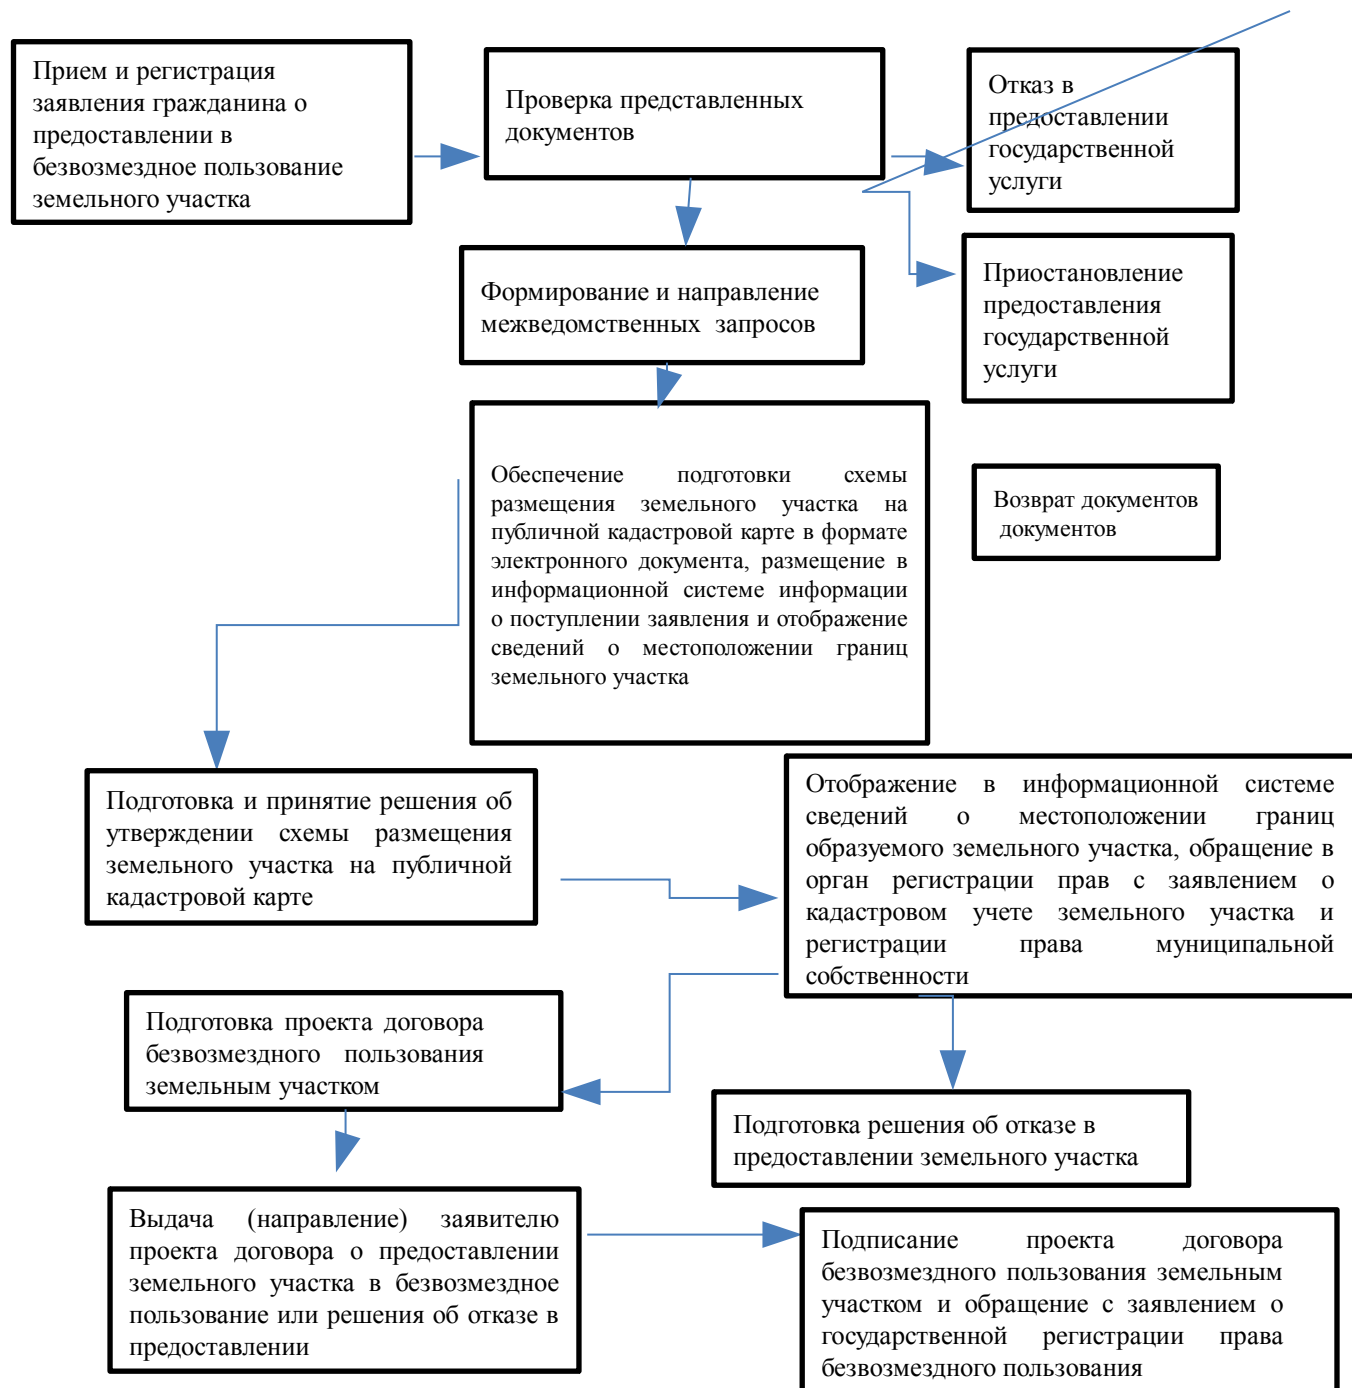 Прием и регистрация
заявления гражданина о
предоставлении в
безвозмездное пользование
земельного участка
Проверка представленных
документов
Отказ в
предоставлении
государственной
услуги
Формирование и направление
межведомственных запросов
Приостановление
предоставления
государственной
услуги
Обеспечение подготовки схемы
размещения земельного участка на
публичной кадастровой карте в формате
электронного документа, размещение в
информационной системе информации
о поступлении заявления и отображение
сведений о местоположении границ
земельного участка
Возврат документов
документов
Подготовка и принятие решения об
утверждении схемы размещения
земельного участка на публичной
кадастровой карте
Отображение в информационной системе
сведений о местоположении границ
образуемого земельного участка, обращение в
орган регистрации прав с заявлением о
кадастровом учете земельного участка и
регистрации права муниципальной
собственности
Подготовка проекта договора
безвозмездного пользования
земельным участком
Подготовка решения об отказе в
предоставлении земельного участка
Выдача (направление) заявителю
проекта договора о предоставлении
земельного участка в безвозмездное
пользование или решения об отказе в
предоставлении
Подписание проекта договора
безвозмездного пользования земельным
участком и обращение с заявлением о
государственной регистрации права
безвозмездного пользования